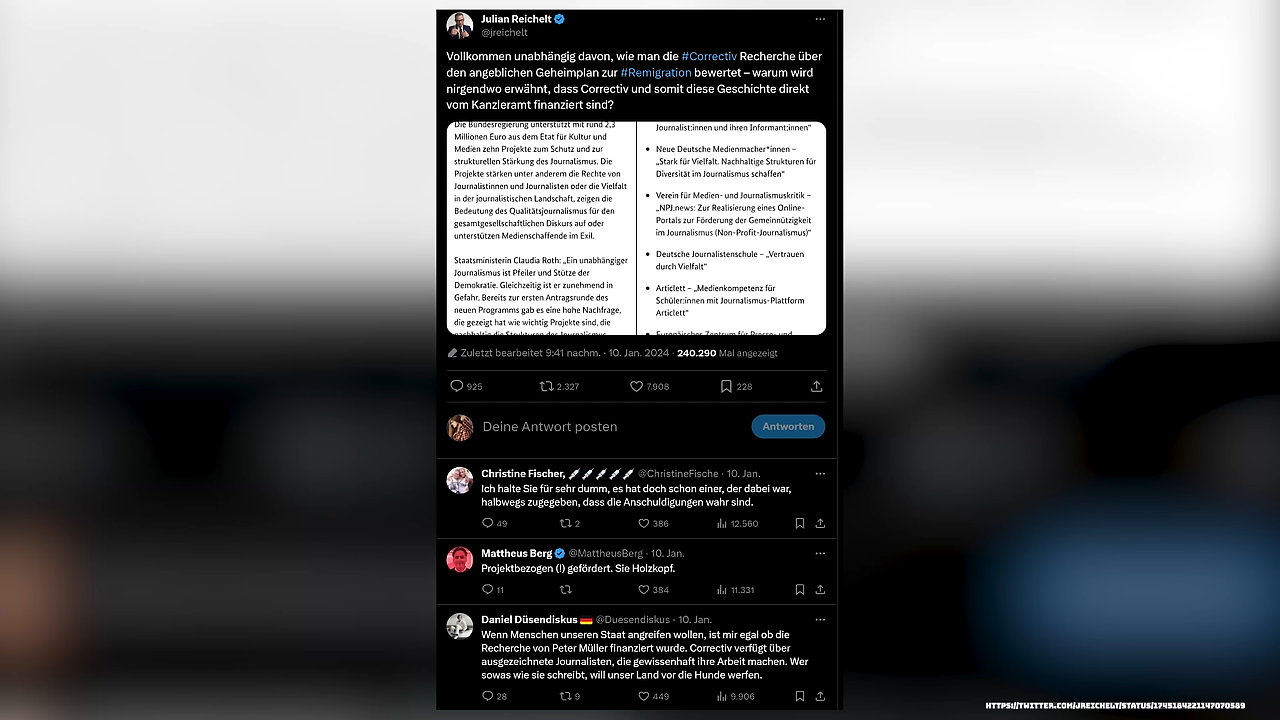 Julian Reichelt
@jreichelt
Vollkommen unabhängig davon, wie man die #Correctiv Recherche über
den angeblichen Geheimplan zur #Remigration bewertet – warum wird
nirgendwo erwähnt, dass Correctiv und somit diese Geschichte direkt
vom Kanzleramt finanziert sind?
Die Bundesregierung unterstützt mit rund 2,3
Millionen Euro aus dem Etat für Kultur und
Medien zehn Projekte zum Schutz und zur
strukturellen Stärkung des Journalismus. Die
Projekte stärken unter anderem die Rechte von
Journalistinnen und Journalisten oder die Vielfalt
in der journalistischen Landschaft, zeigen die
Bedeutung des Qualitätsjournalismus für den
gesamtgesellschaftlichen Diskurs auf oder
unterstützen Medienschaffende im Exil.
Staatsministerin Claudia Roth: „Ein unabhängiger
Journalismus ist Pfeiler und Stütze der
Demokratie. Gleichzeitig ist er zunehmend in
Gefahr. Bereits zur ersten Antragsrunde des
neuen Programms gab es eine hohe Nachfrage,
die gezeigt hat wie wichtig Projekte sind, die
nachhaltig die Strukturen des Journalismus
Journalist:innen und ihren Informant:innen“
• Neue Deutsche Medienmacher*innen –
„Stark für Vielfalt. Nachhaltige Strukturen für
Diversität im Journalismus schaffen“
• Verein für Medien- und Journalismuskritik –
„NPJ.news: Zur Realisierung eines Online-
Portals zur Förderung der Gemeinnützigkeit
im Journalismus (Non-Profit-Journalismus)“
• Deutsche Journalistenschule – „Vertrauen
durch Vielfalt“
• Articlett – „Medienkompetenz für
Schüler:innen mit Journalismus-Plattform
Articlett“
• Europäisches Zentrum für Presse- und
Zuletzt bearbeitet 9:41 nachm. · 10. Jan. 2024 · 240.290 Mal angezeigt
925 2.327 7.908 228
Deine Antwort posten
Antworten
Christine Fischer, @ChristineFische · 10. Jan.
Ich halte Sie für sehr dumm, es hat doch schon einer, der dabei war,
halbwegs zugegeben, dass die Anschuldigungen wahr sind.
49 2 386 12.560
Mattheus Berg @MattheusBerg · 10. Jan.
Projektbezogen (!) gefördert. Sie Holzkopf.
11 384 11.331
Daniel Düsendiskus @Duesendiskus · 10. Jan.
Wenn Menschen unseren Staat angreifen wollen, ist mir egal ob die
Recherche von Peter Müller finanziert wurde. Correctiv verfügt über
ausgezeichnete Journalisten, die gewissenhaft ihre Arbeit machen. Wer
sowas wie sie schreibt, will unser Land vor die Hunde werfen.
28 9 449 9.906
HTTPS://TWITTER.COM/JREICHELT/STATUS/1745184221147070589